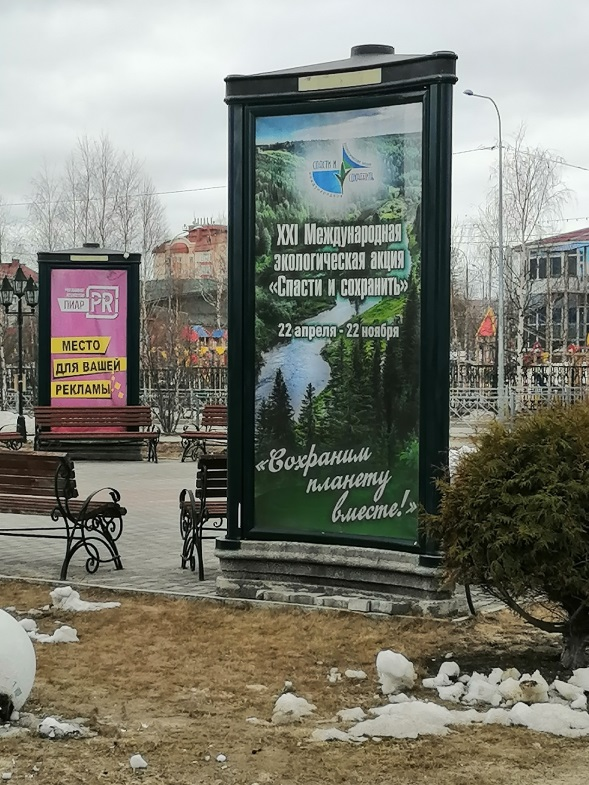 СПАСТИ И
СОХРАНИТЬ
XXI Международная
экологическая акция
«Спасти и сохранить»
22 апреля - 22 ноября
«Сохраним
планету
вместе!»
ПИАР PR
МЕСТО
ДЛЯ ВАШЕЙ
РЕКЛАМЫ